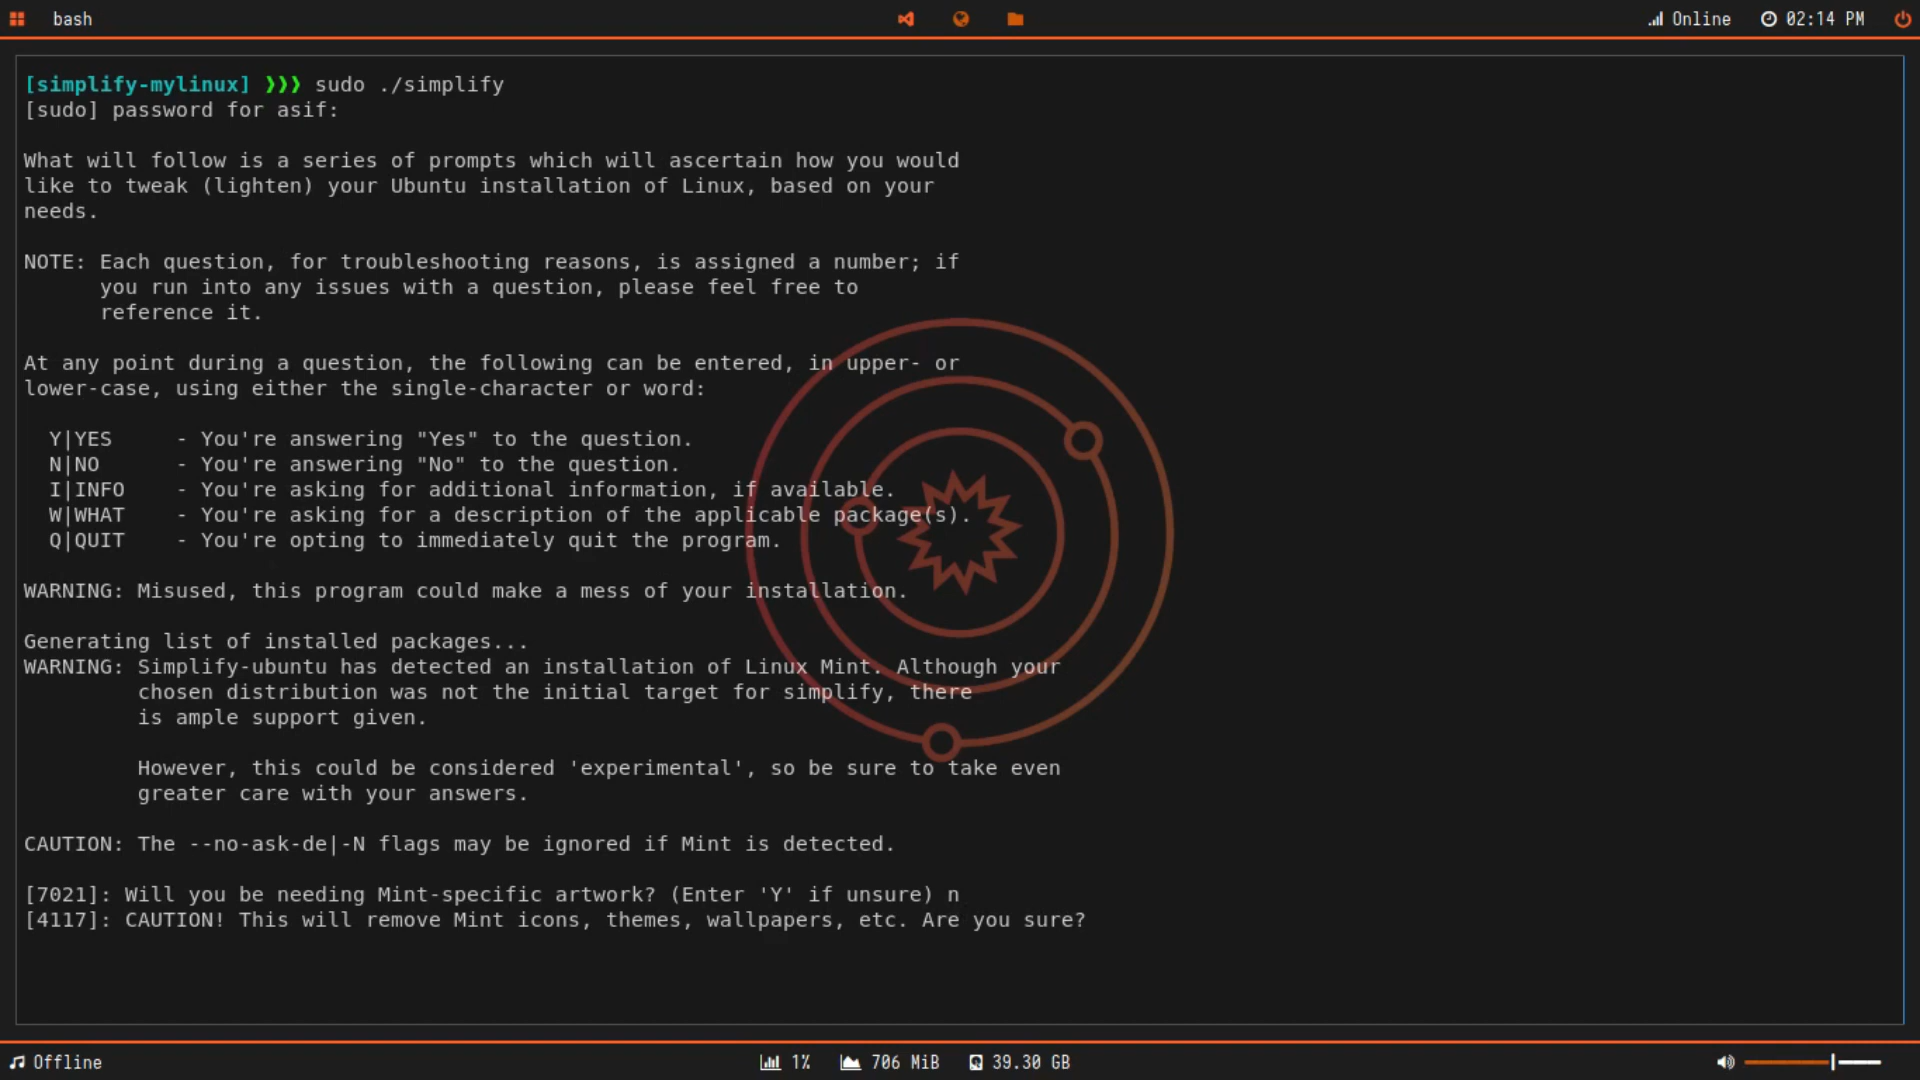 bash
Online 02:14 PM
[simplify-mylinux] ❯❯❯ sudo ./simplify
[sudo] password for asif:
What will follow is a series of prompts which will ascertain how you would
like to tweak (lighten) your Ubuntu installation of Linux, based on your
needs.
NOTE: Each question, for troubleshooting reasons, is assigned a number; if
you run into any issues with a question, please feel free to
reference it.
At any point during a question, the following can be entered, in upper- or
lower-case, using either the single-character or word:
Y|YES - You're answering "Yes" to the question.
N|NO - You're answering "No" to the question.
I|INFO - You're asking for additional information, if available.
W|WHAT - You're asking for a description of the applicable package(s).
Q|QUIT - You're opting to immediately quit the program.
WARNING: Misused, this program could make a mess of your installation.
Generating list of installed packages...
WARNING: Simplify-ubuntu has detected an installation of Linux Mint. Although your
chosen distribution was not the initial target for simplify, there
is ample support given.
However, this could be considered 'experimental', so be sure to take even
greater care with your answers.
CAUTION: The --no-ask-de|-N flags may be ignored if Mint is detected.
[7021]: Will you be needing Mint-specific artwork? (Enter 'Y' if unsure) n
[4117]: CAUTION! This will remove Mint icons, themes, wallpapers, etc. Are you sure?
Offline 1% 706 MiB 39.30 GB